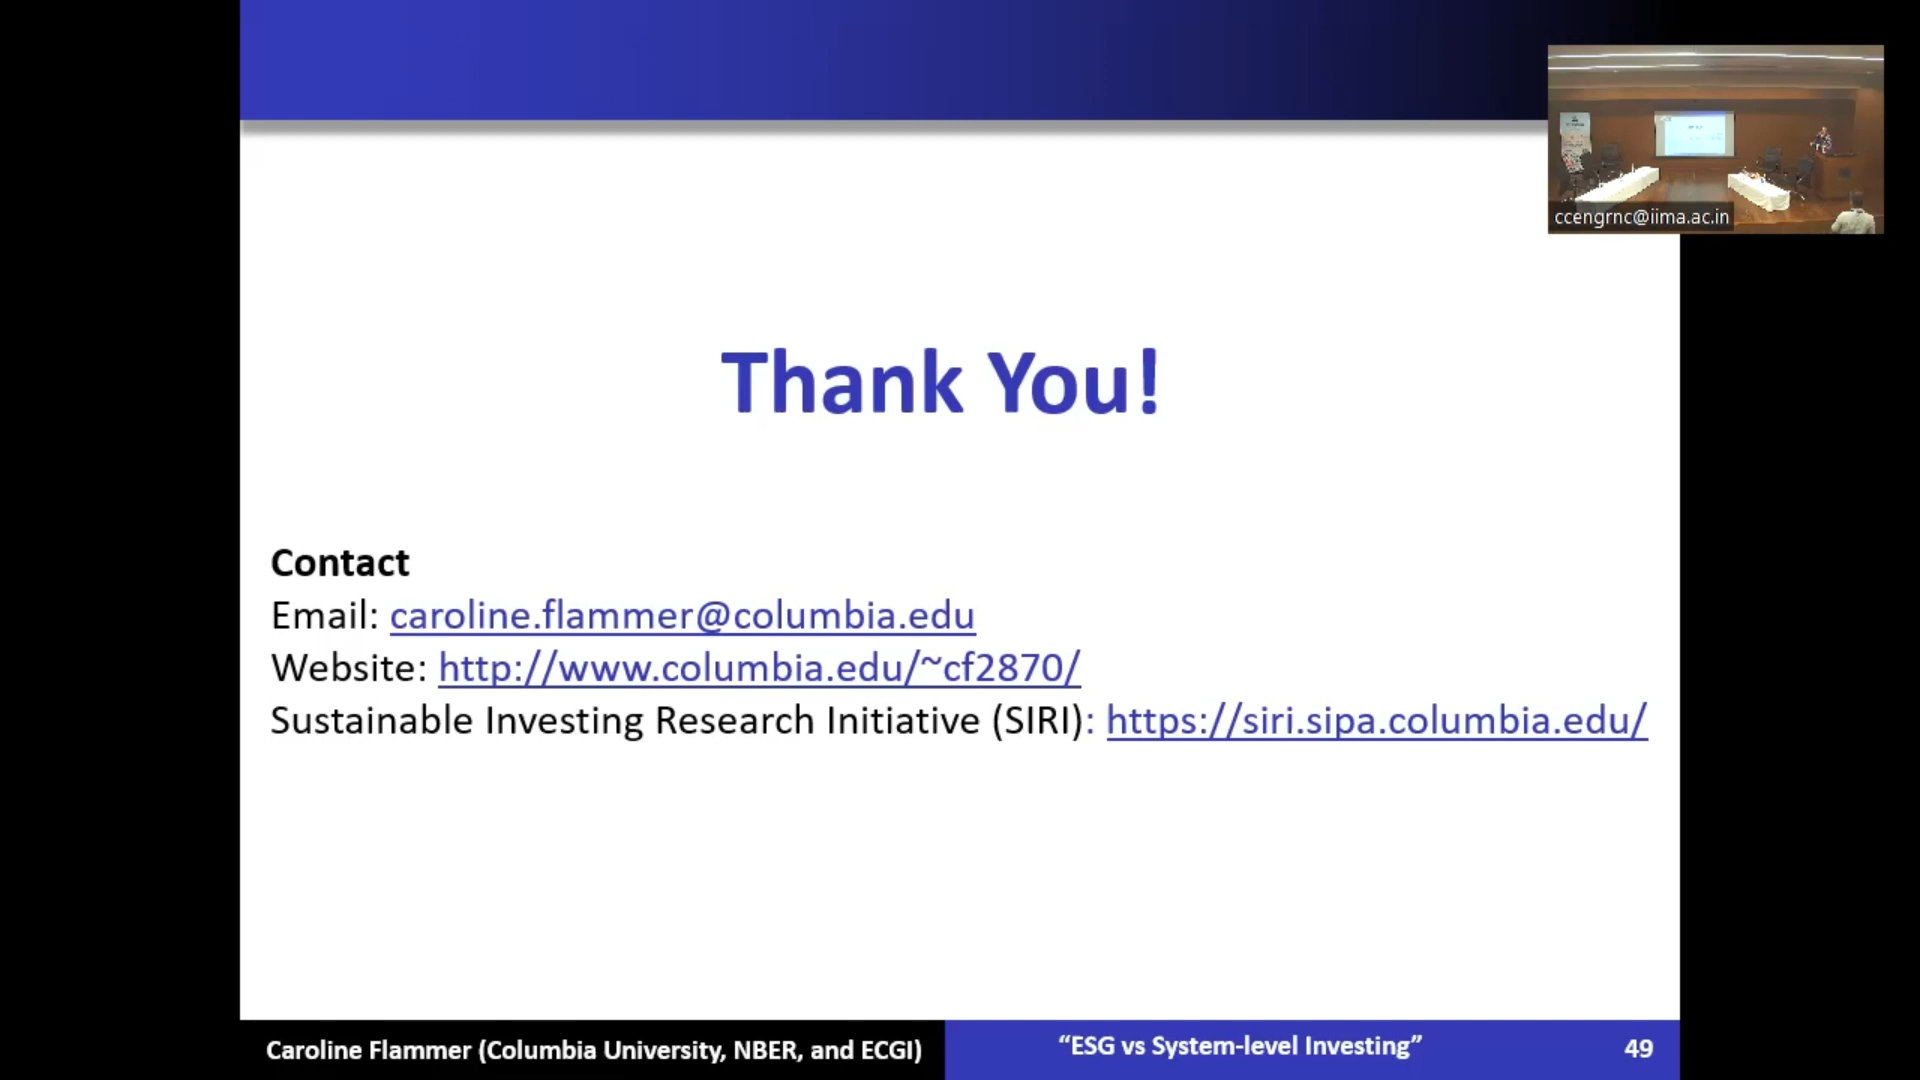 ccengrnc@iima.ac.in
Thank You!
Contact
Email: caroline.flammer@columbia.edu
Website: http://www.columbia.edu/~cf2870/
Sustainable Investing Research Initiative (SIRI): https://siri.sipa.columbia.edu/
Caroline Flammer (Columbia University, NBER, and ECGI)
“ESG vs System-level Investing”
49